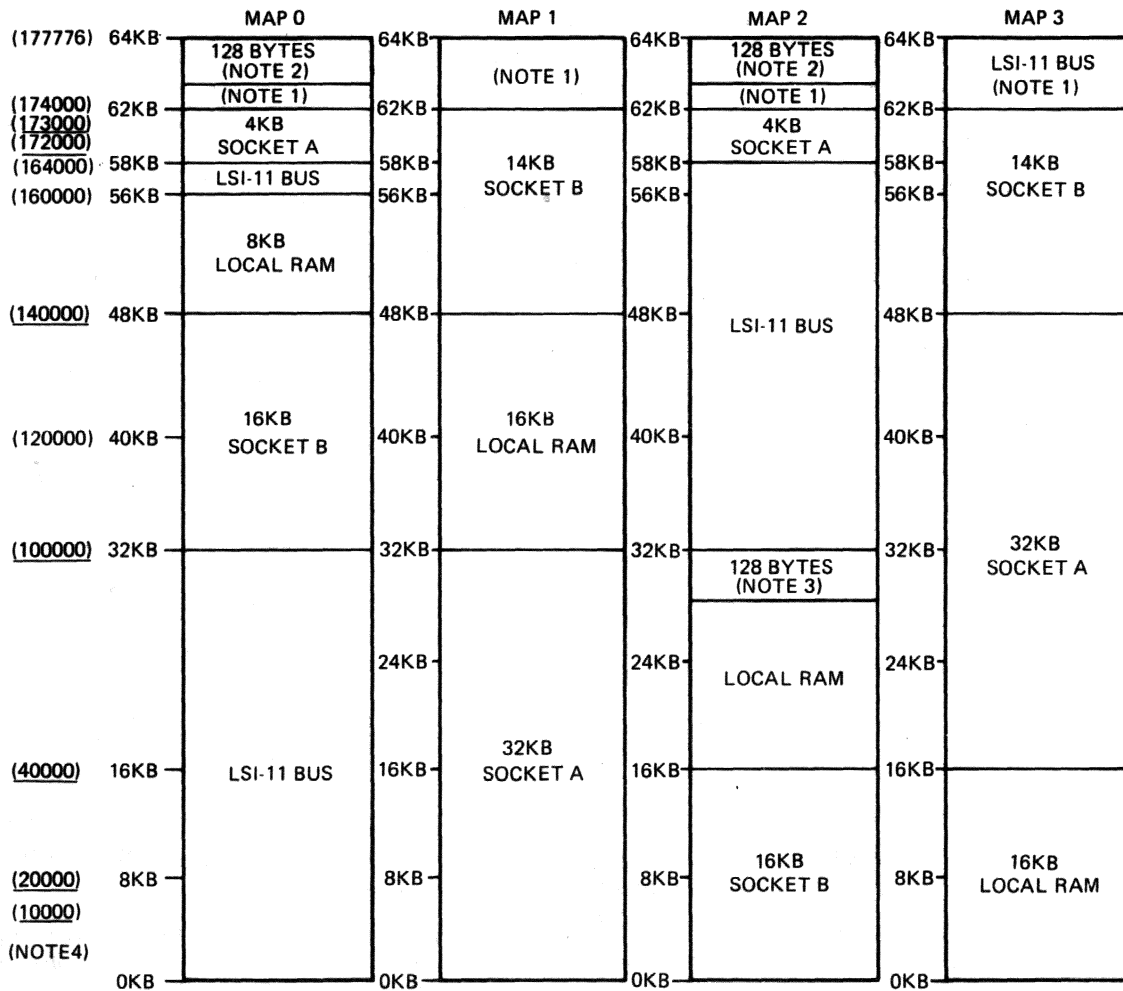 MAP 0 MAP 1 MAP 2 MAP 3
(177776) 64KB 64KB 64KB 64KB
128 BYTES 128 BYTES
(NOTE 2) (NOTE 1) (NOTE 2) LSI-11 BUS
(NOTE 1) (NOTE 1) (NOTE 1)
(174000) 62KB 62KB 62KB 62KB
(173000) 4KB 4KB
(172000) SOCKET A SOCKET A
(164000) 58KB 58KB 14KB 58KB 58KB 14KB
LSI-11 BUS SOCKET B SOCKET B
(160000) 56KB 56KB 56KB 56KB
8KB
LOCAL RAM
(140000) 48KB 48KB 48KB 48KB
LSI-11 BUS
16KB 16KB
(120000) 40KB SOCKET B 40KB LOCAL RAM 40KB 40KB
(100000) 32KB 32KB 32KB 32KB 32KB
128 BYTES SOCKET A
(NOTE 3)
24KB 24KB 24KB
LOCAL RAM
32KB
(40000) 16KB LSI-11 BUS 16KB SOCKET A 16KB 16KB
16KB 16KB
(20000) 8KB 8KB 8KB SOCKET B 8KB LOCAL RAM
(10000)
(NOTE4)
0KB 0KB 0KB 0KB